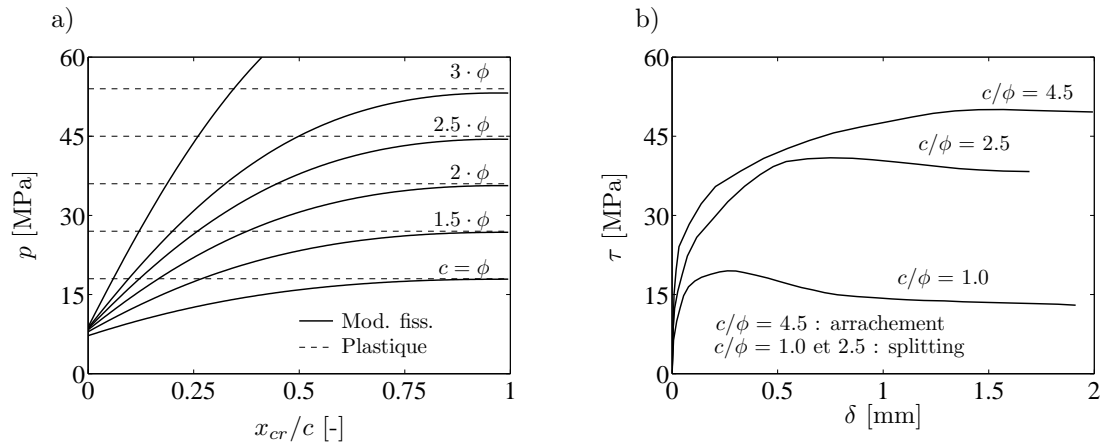 a)
p [MPa]
60
45
30
15
0
3 · ϕ
2.5 · ϕ
2 · ϕ
1.5 · ϕ
c = ϕ
Mod. fiss.
Plastique
0
0.25
0.5
0.75
1
x_{cr}/c [-]
b)
τ [MPa]
60
45
30
15
0
c/ϕ = 4.5
c/ϕ = 2.5
c/ϕ = 1.0
c/ϕ = 4.5 : arrachement
c/ϕ = 1.0 et 2.5 : splitting
0
0.5
1
1.5
2
δ [mm]